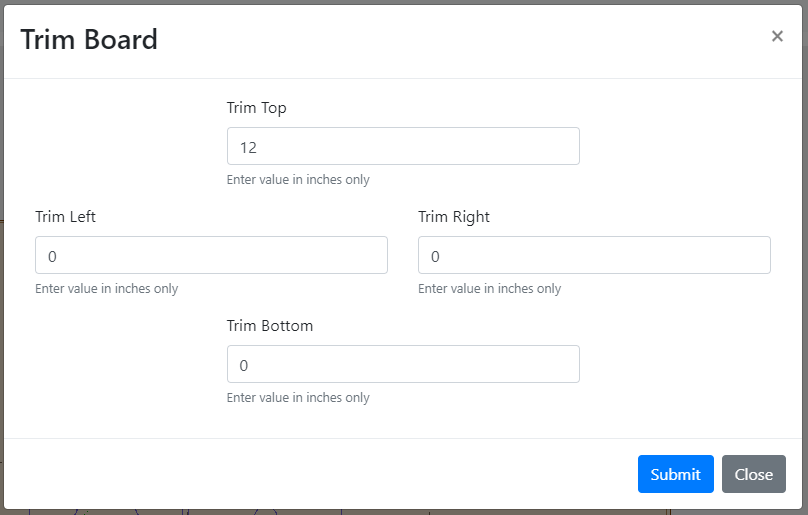 Trim Board
×
Trim Top
12
Enter value in inches only
Trim Left
0
Enter value in inches only
Trim Right
0
Enter value in inches only
Trim Bottom
0
Enter value in inches only
Submit
Close